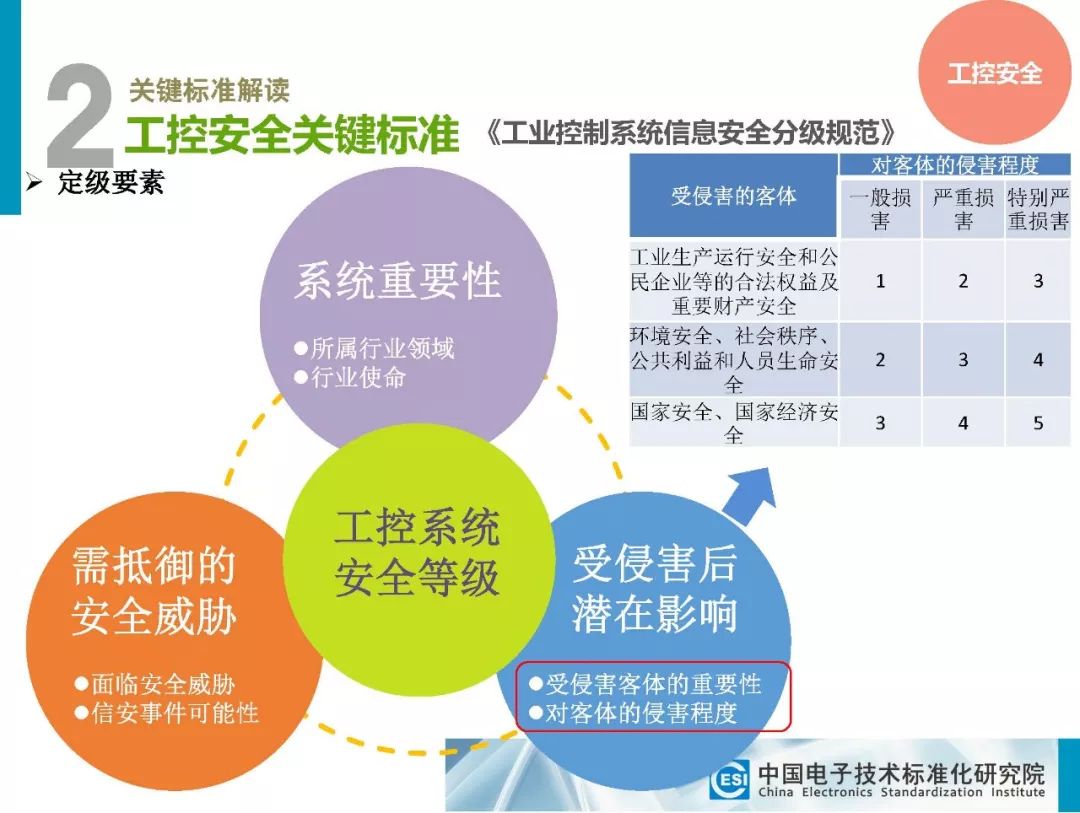 工控安全
2
关键标准解读
工控安全关键标准 《工业控制系统信息安全分级规范》
➢ 定级要素
受侵害的客体
对客体的侵害程度
一般损
害
严重损
害
特别严
重损害
工业生产运行安全和公
民企业等的合法权益及
重要财产安全
1 2 3
环境安全、社会秩序、
公共利益和人员生命安
全
2 3 4
国家安全、国家经济安
全
3 4 5
系统重要性
●所属行业领域
●行业使命
工控系统
安全等级
需抵御的
安全威胁
●面临安全威胁
●信安事件可能性
受侵害后
潜在影响
●受侵害客体的重要性
●对客体的侵害程度
CESI
中国电子技术标准化研究院
China Electronics Standardization Institute